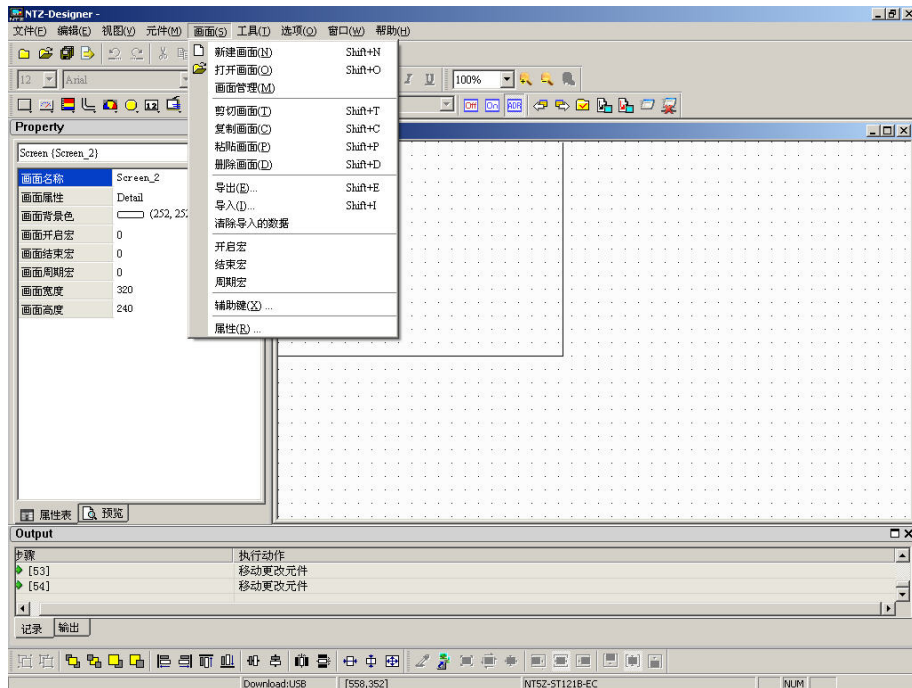 NTZ-Designer -
文件(F) 编辑(E) 视图(V) 元件(M) 画面(S) 工具(T) 选项(O) 窗口(W) 帮助(H)
新建画面(N) Shift+N
打开画面(O) Shift+O
画面管理(M)
剪切画面(T) Shift+T
复制画面(C) Shift+C
粘贴画面(P) Shift+P
删除画面(D) Shift+D
导出(E)... Shift+E
导入(I)... Shift+I
清除导入的数据
开启宏
结束宏
周期宏
辅助键(X) ...
属性(R) ...
12 Arial
I U 100%
Off On ADR
Property
Screen {Screen_2}
画面名称 Screen_2
画面属性 Detail
画面背景色 (252, 252
画面开启宏 0
画面结束宏 0
画面周期宏 0
画面宽度 320
画面高度 240
属性表 预览
Output
步骤 执行动作
[53] 移动更改元件
[54] 移动更改元件
记录 输出
Download:USB [558,352] NT5Z-ST121B-EC NUM